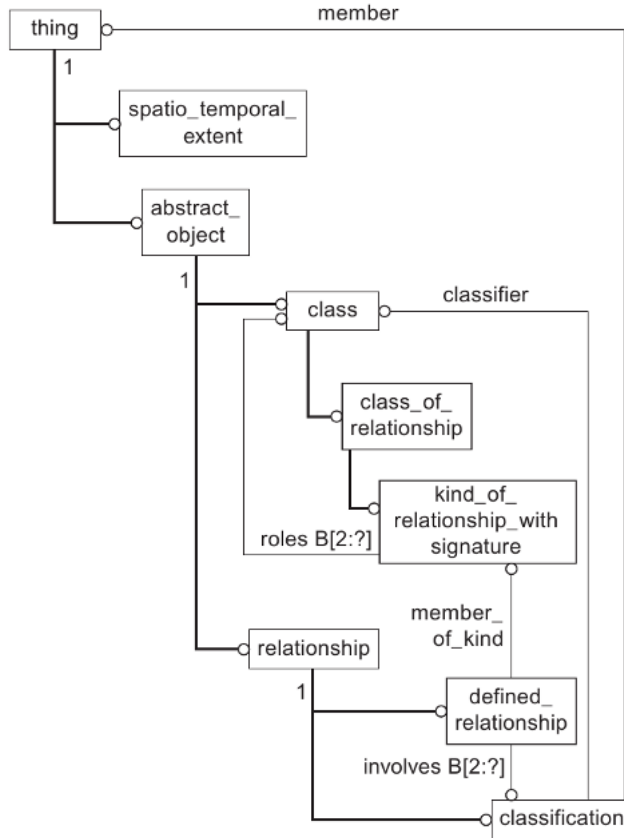 member
thing
1
spatio_temporal_
extent
abstract_
object
1
class
classifier
class_of_
relationship
kind_of_
relationship_with
signature
roles B[2:?]
member_
of_kind
relationship
1
defined_
relationship
involves B[2:?]
classification